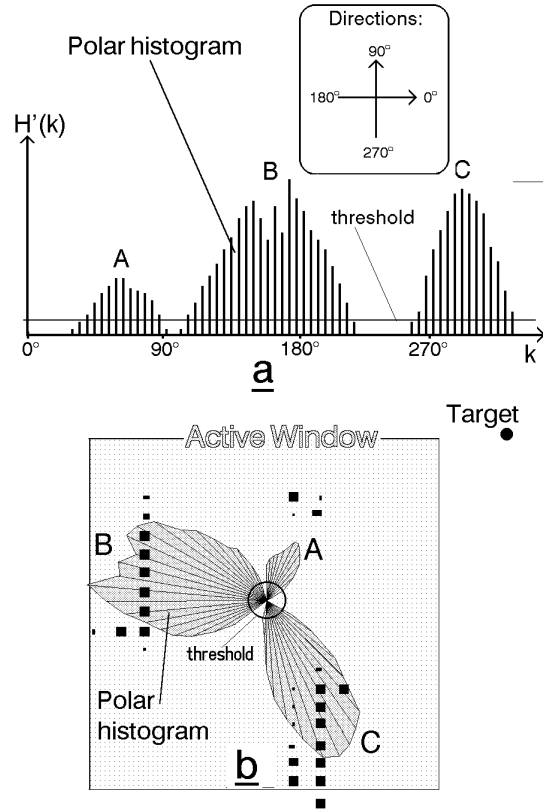 Directions:
90°
180° 0°
270°
Polar histogram
H'(k)
B
C
threshold
A
0° 90° 180° 270° k
a
Target
Active Window
B
A
threshold
Polar
histogram
C
b